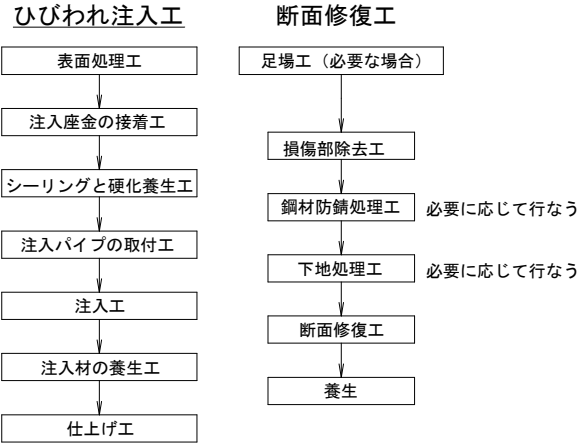 ひびわれ注入工
表面処理工
注入座金の接着工
シーリングと硬化養生工
注入パイプの取付工
注入工
注入材の養生工
仕上げ工
断面修復工
足場工（必要な場合）
損傷部除去工
鋼材防錆処理工 必要に応じて行なう
下地処理工 必要に応じて行なう
断面修復工
養生